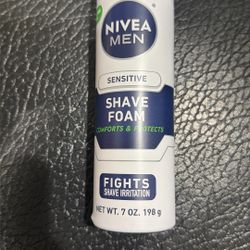 NIVEA
MEN
SENSITIVE
SHAVE
FOAM
COMFORTS & PROTECTS
FIGHTS
SHAVE IRRITATION
NET WT. 7 OZ. 198 g